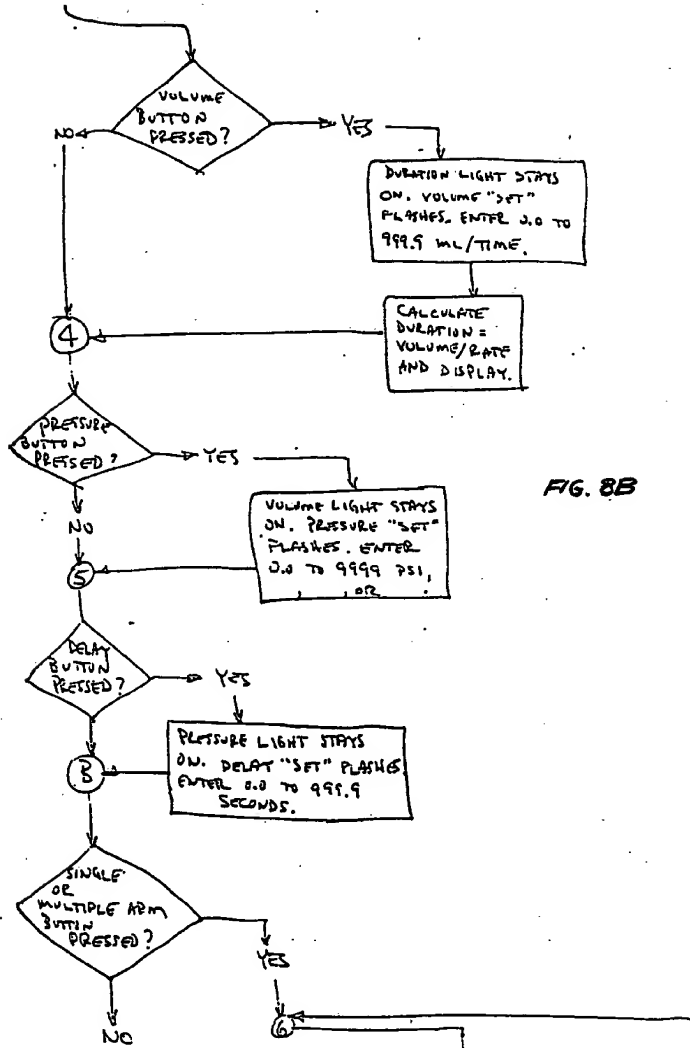 VOLUME
BUTTON
PRESSED?
NO
YES
DURATION LIGHT STAYS
ON. VOLUME "SET"
FLASHES. ENTER 0.0 TO
999.9 ML/TIME.
CALCULATE
DURATION =
VOLUME/RATE
AND DISPLAY.
4
PRESSURE
BUTTON
PRESSED?
YES
NO
VOLUME LIGHT STAYS
ON. PRESSURE "SET"
FLASHES. ENTER
0.0 TO 9999 PSI,
, , OR .
FIG. 8B
5
DELAY
BUTTON
PRESSED?
YES
PRESSURE LIGHT STAYS
ON. DELAY "SET" FLASHES
ENTER 0.0 TO 999.9
SECONDS.
SINGLE
OR
MULTIPLE ARM
BUTTON
PRESSED?
YES
NO
6